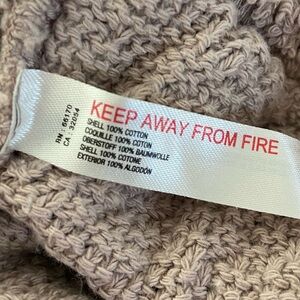 RN : 66170
CA : 32054
KEEP AWAY FROM FIRE
SHELL 100% COTTON
COQUILLE 100% COTON
OBERSTOFF 100% BAUMWOLLE
SHELL 100% COTONE
EXTERIOR 100% ALGODÓN